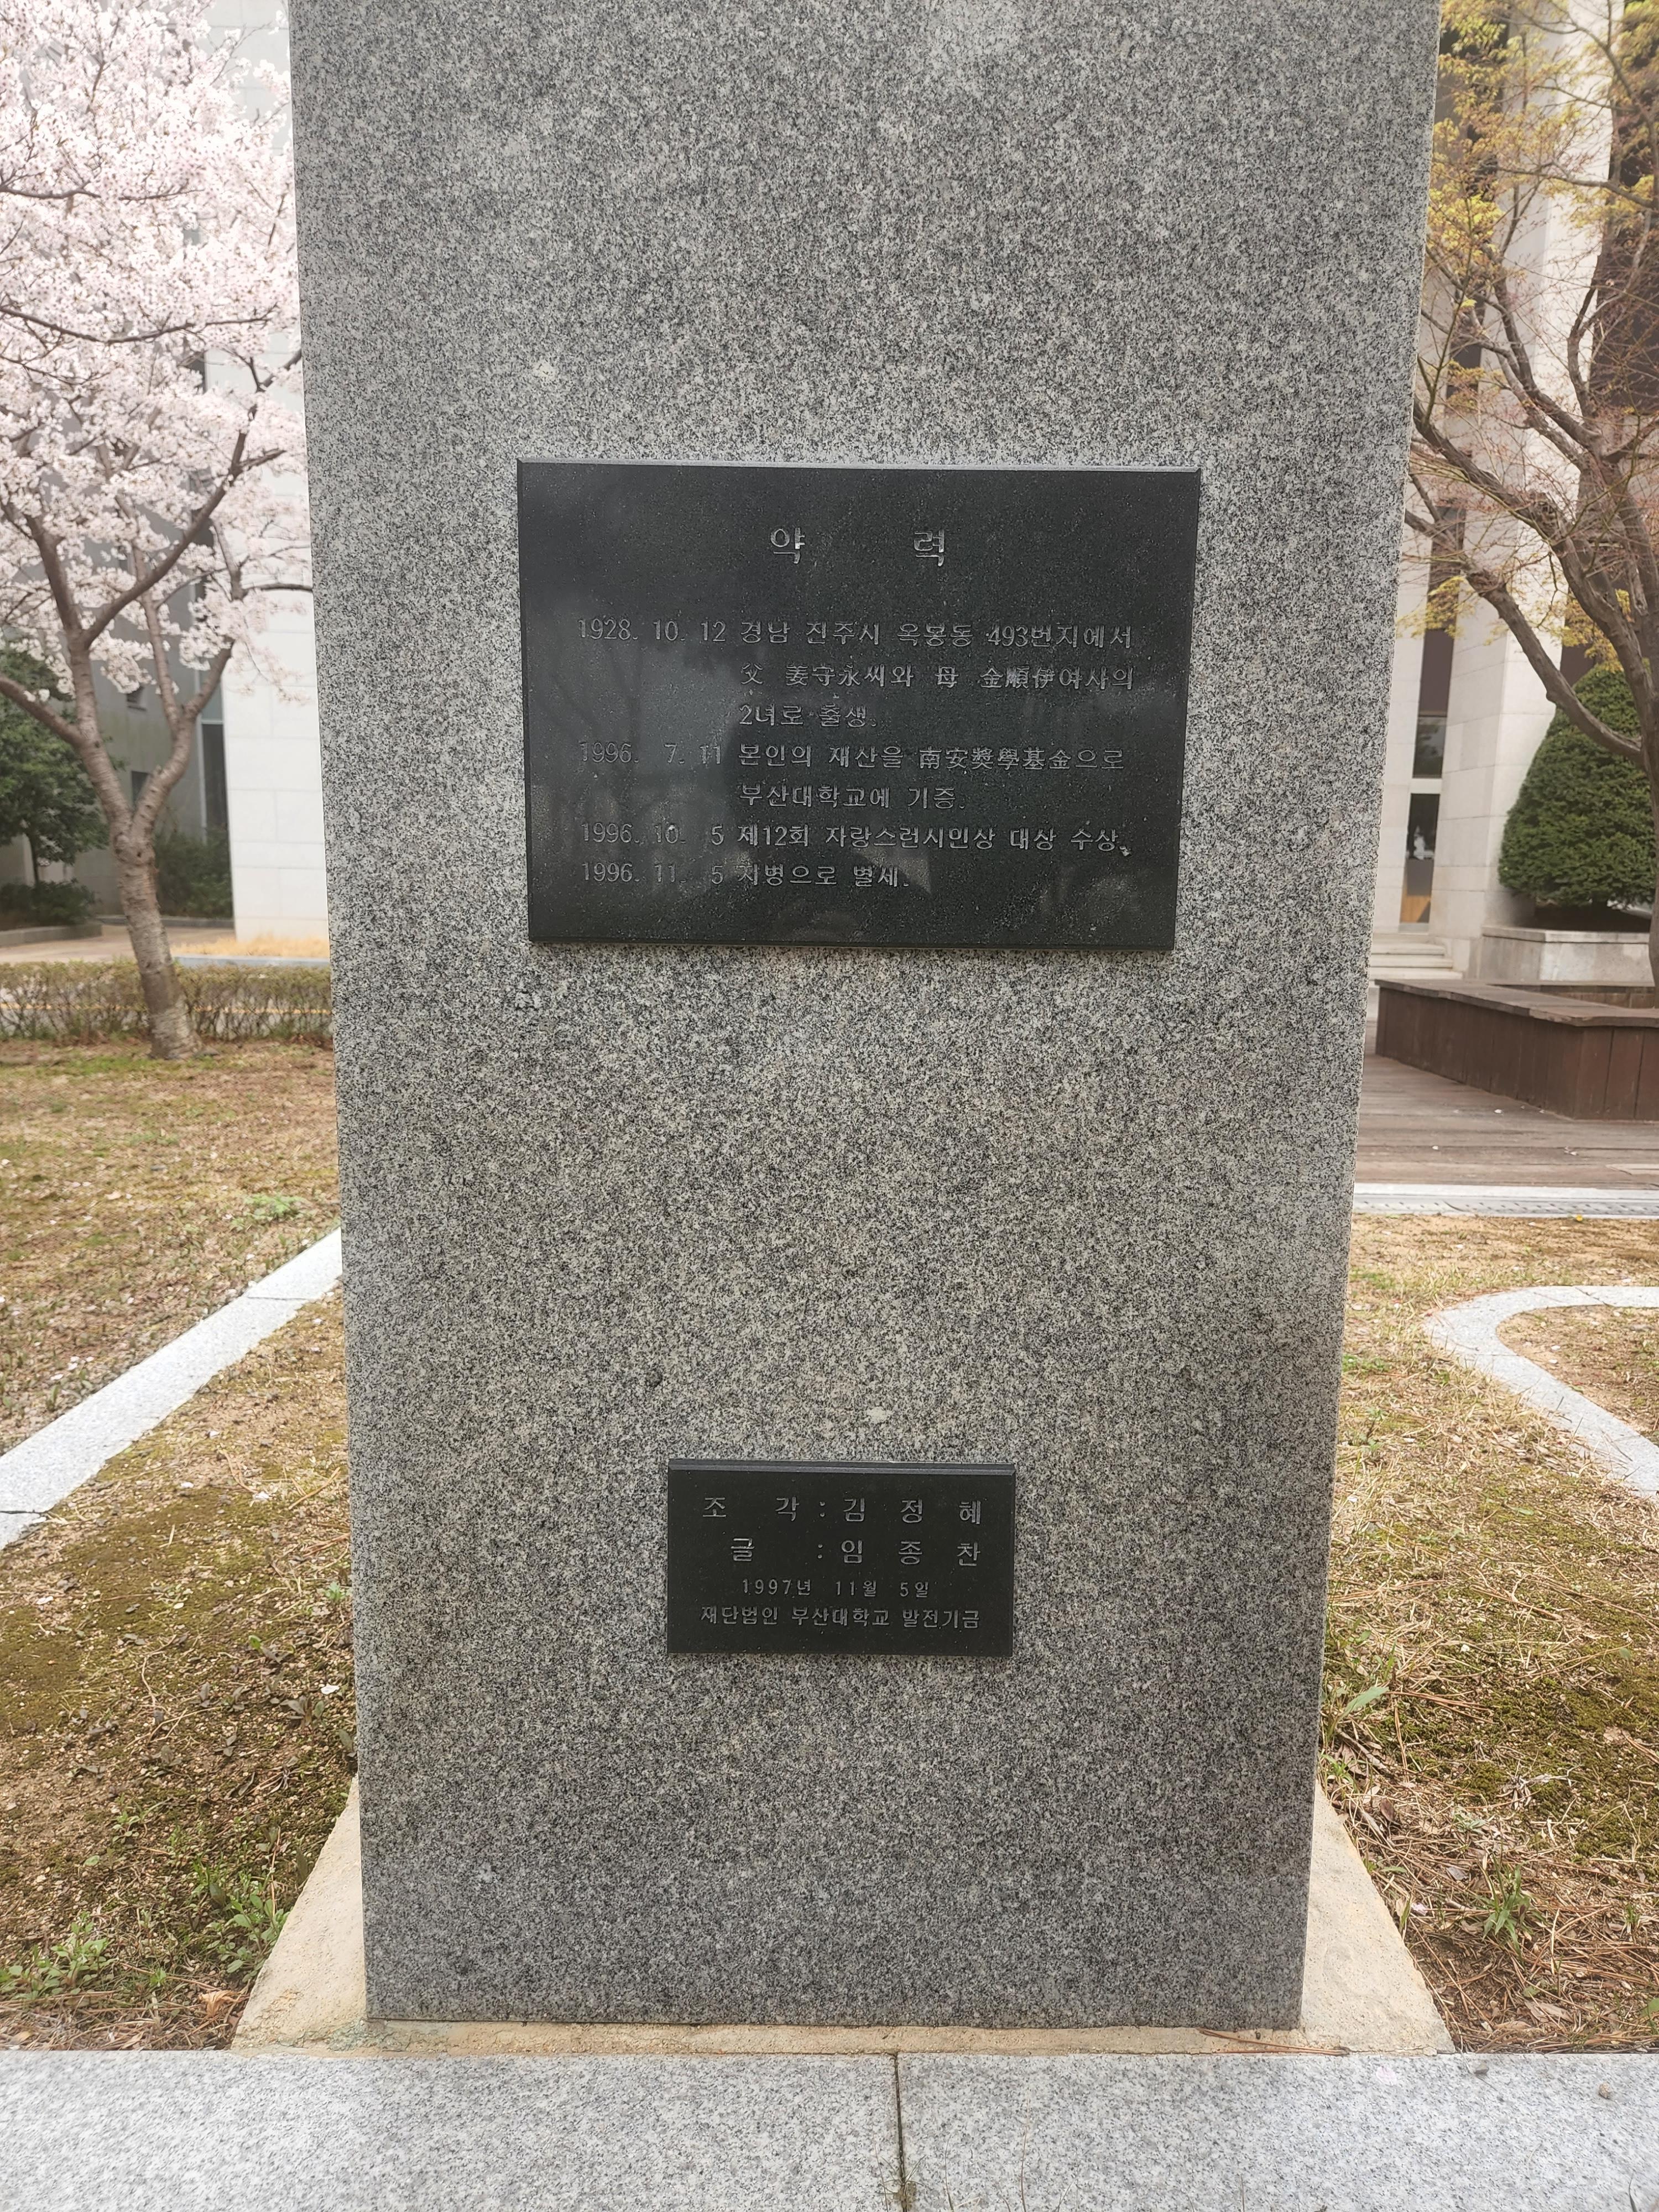 약 력
1928. 10. 12 경남 진주시 옥봉동 493번지에서
父 姜守永씨와 母 金順伊여사의
2녀로 출생.
1996. 7. 11 본인의 재산을 南安奬學基金으로
부산대학교에 기증.
1996. 10. 5 제12회 자랑스런시민상 대상 수상.
1996. 11. 5 지병으로 별세.
조 각 : 김 정 혜
글 : 임 종 찬
1997년 11월 5일
재단법인 부산대학교 발전기금